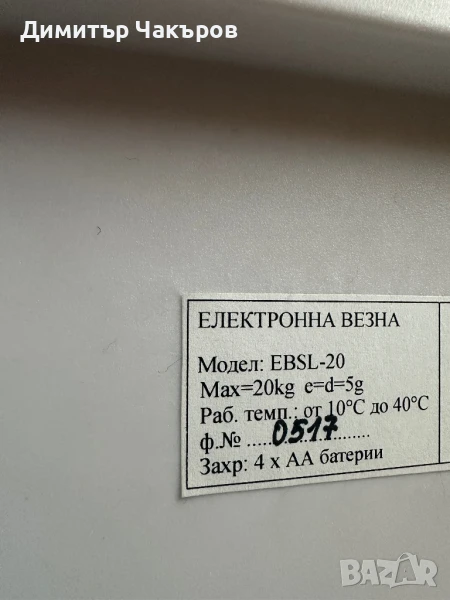 Димитър Чакъров
ЕЛЕКТРОННА ВЕЗНА
Модел: EBSL-20
Max=20kg e=d=5g
Раб. темп.: от 10°C до 40°C
ф.№ ....0517..........
Захр: 4 x AA батерии
BAZAR